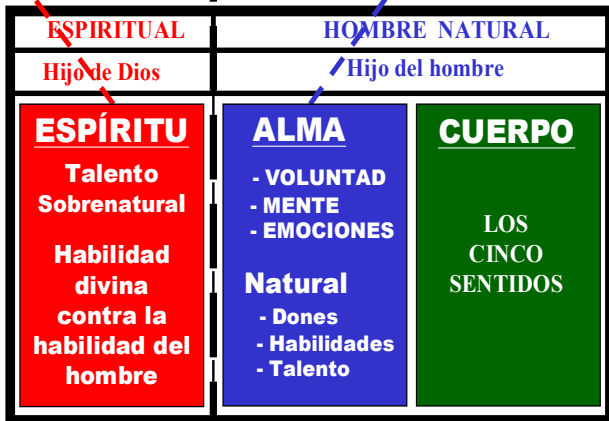 ESPIRITUAL
HOMBRE NATURAL
Hijo de Dios
Hijo del hombre
ESPÍRITU
Talento
Sobrenatural
Habilidad
divina
contra la
habilidad del
hombre
ALMA
- VOLUNTAD
- MENTE
- EMOCIONES
Natural
- Dones
- Habilidades
- Talento
CUERPO
LOS
CINCO
SENTIDOS